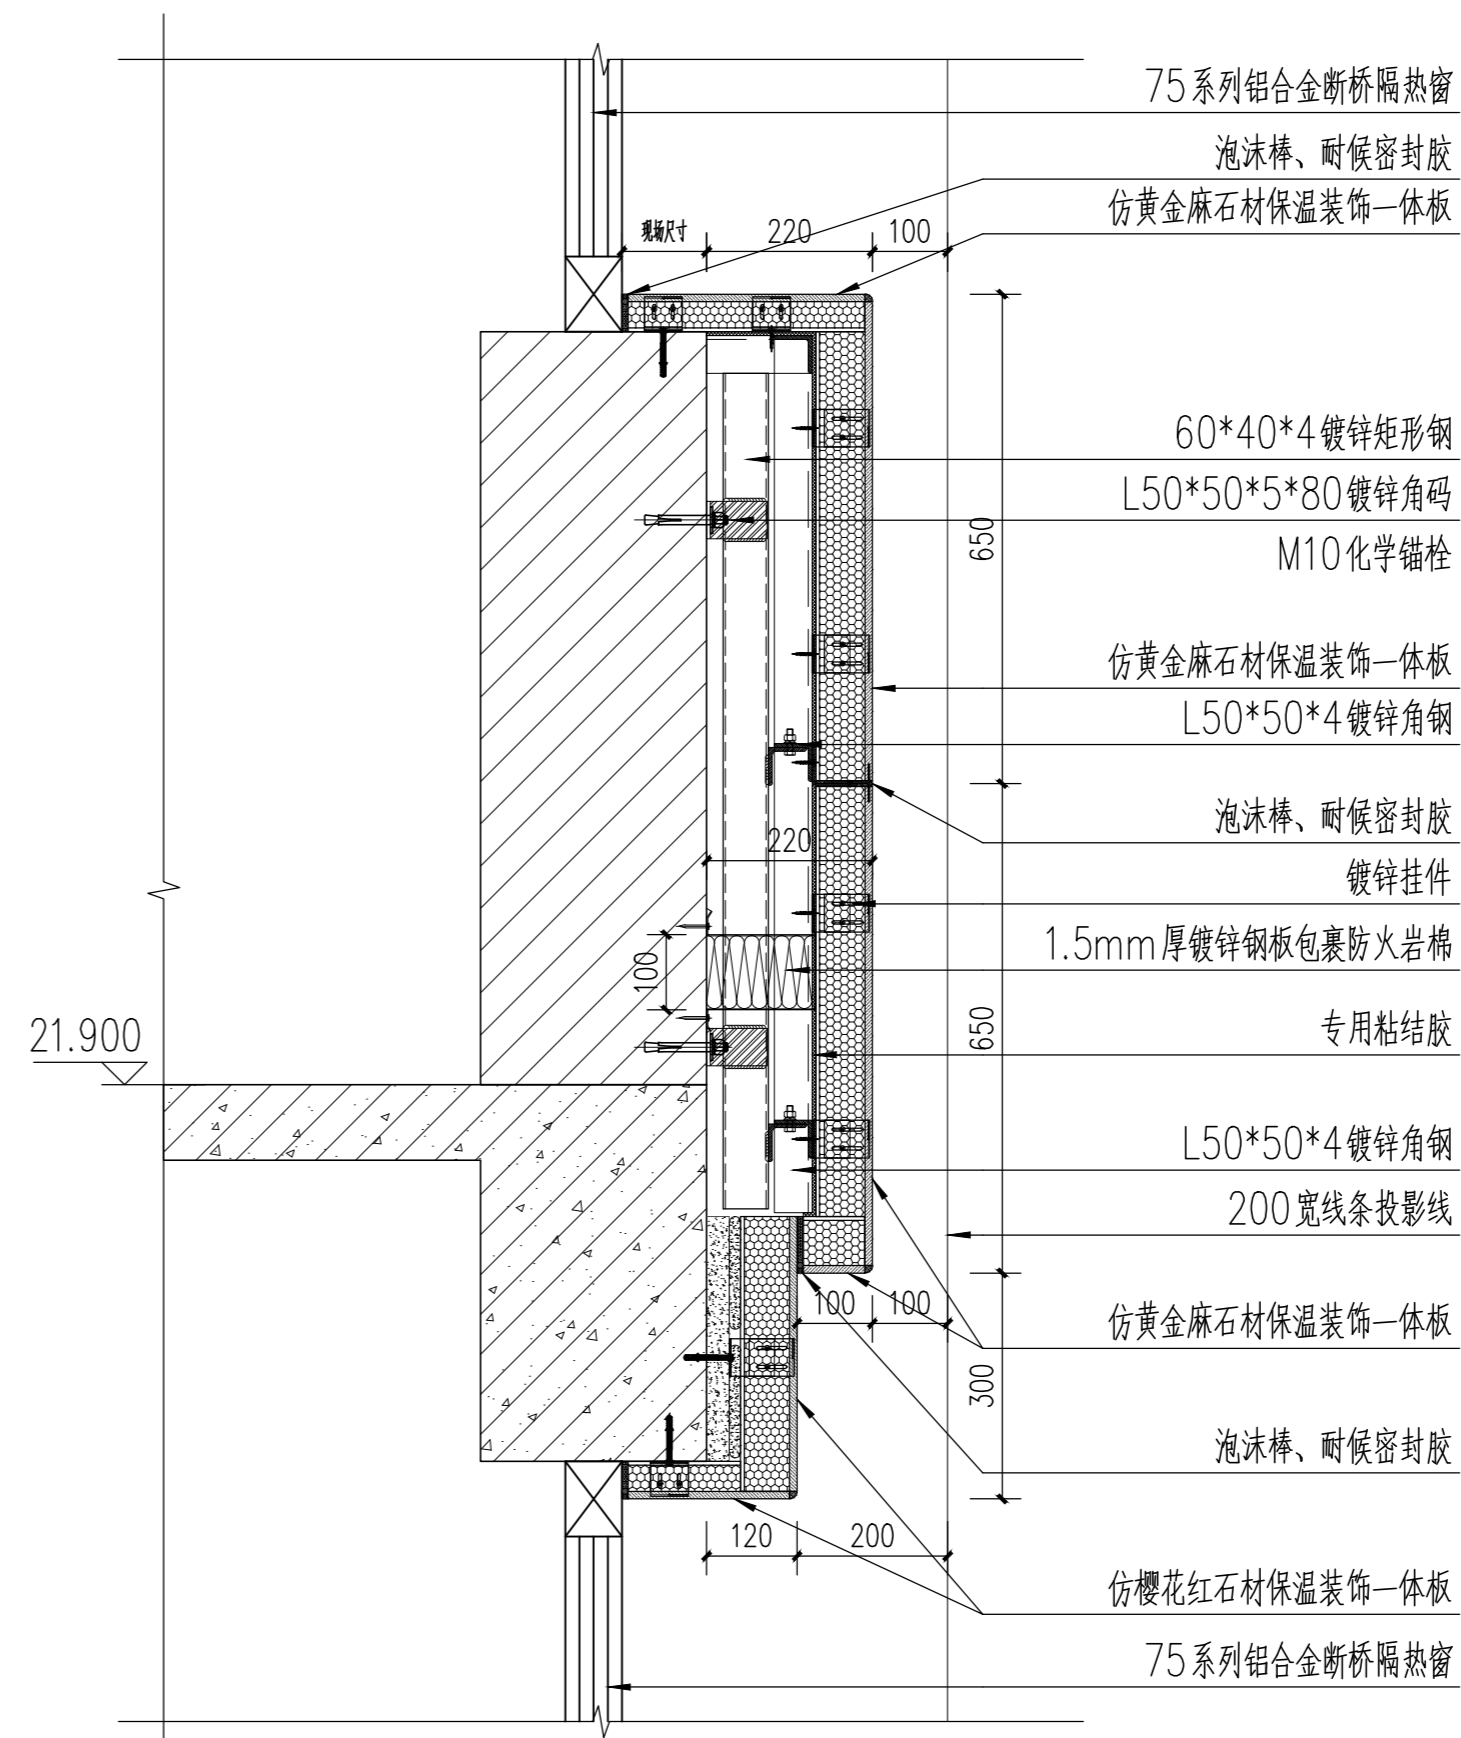 75系列铝合金断桥隔热窗
泡沫棒、耐候密封胶
仿黄金麻石材保温装饰一体板
现场尺寸
220
100
60*40*4镀锌矩形钢
L50*50*5*80镀锌角码
650
M10化学锚栓
仿黄金麻石材保温装饰一体板
L50*50*4镀锌角钢
泡沫棒、耐候密封胶
220
镀锌挂件
1.5mm厚镀锌钢板包裹防火岩棉
100
650
专用粘结胶
21.900
L50*50*4镀锌角钢
200宽线条投影线
100
100
仿黄金麻石材保温装饰一体板
300
泡沫棒、耐候密封胶
120
200
仿樱花红石材保温装饰一体板
75系列铝合金断桥隔热窗